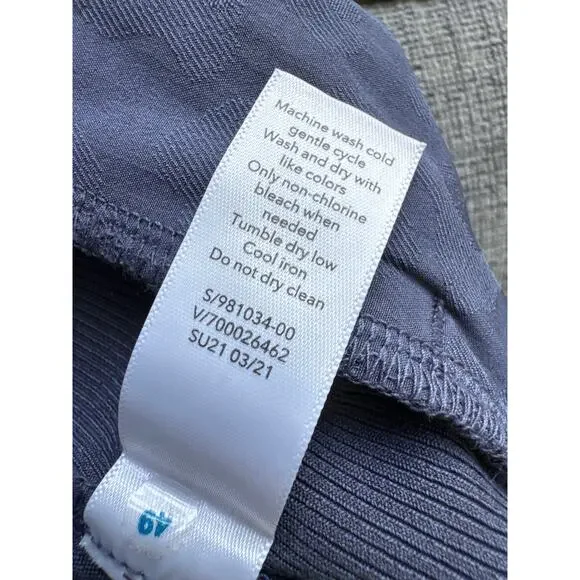 Machine wash cold
gentle cycle
Wash and dry with
like colors
Only non-chlorine
bleach when
needed
Tumble dry low
Cool iron
Do not dry clean
S/981034-00
V/700026462
SU21 03/21
49